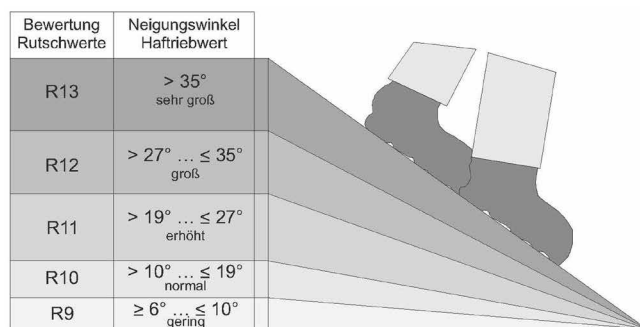 Bewertung
Rutschwerte
Neigungswinkel
Haftriebwert
R13
> 35°
sehr groß
R12
> 27° ... ≤ 35°
groß
R11
> 19° ... ≤ 27°
erhöht
R10
> 10° ... ≤ 19°
normal
R9
≥ 6° ... ≤ 10°
gering